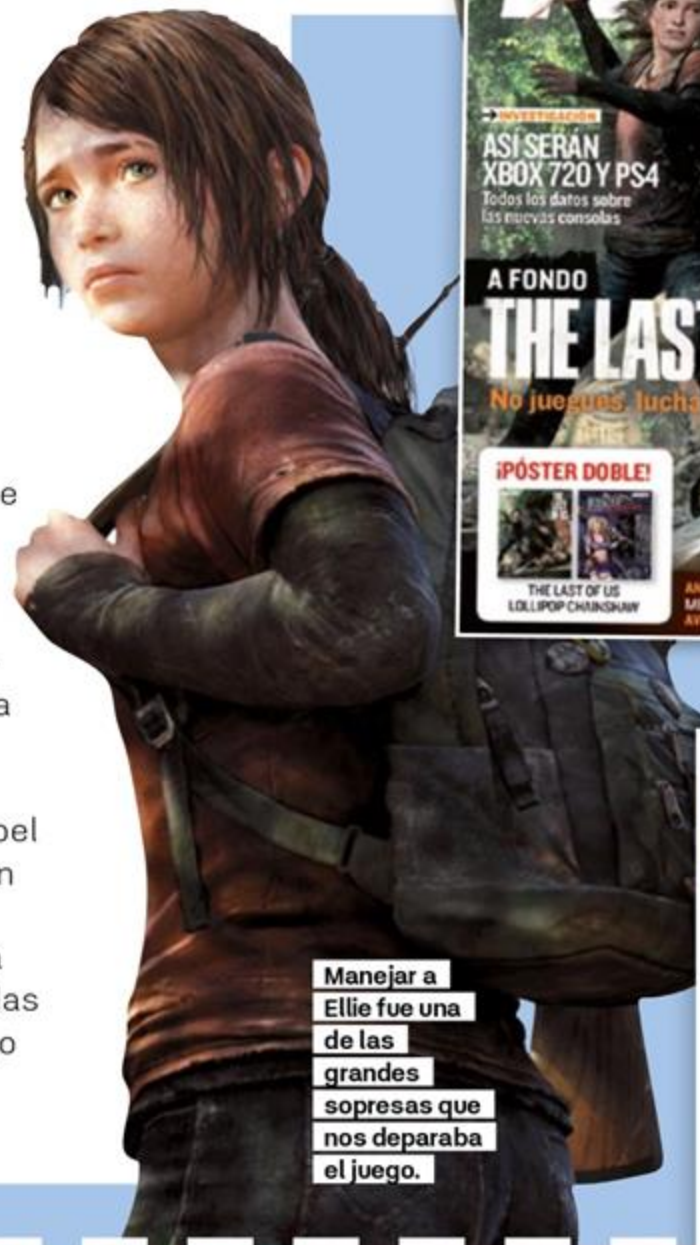 INVESTIGACIÓN
ASÍ SERÁN
XBOX 720 Y PS4
Todos los datos sobre
las nuevas consolas
A FONDO
THE LAS
No juegues, lucha
¡PÓSTER DOBLE!
THE LAST OF US
LOLLIPOP CHAINSAW
e
a
pel
n
a
las
o
Manejar a
Ellie fue una
de las
grandes
sopresas que
nos deparaba
el juego.